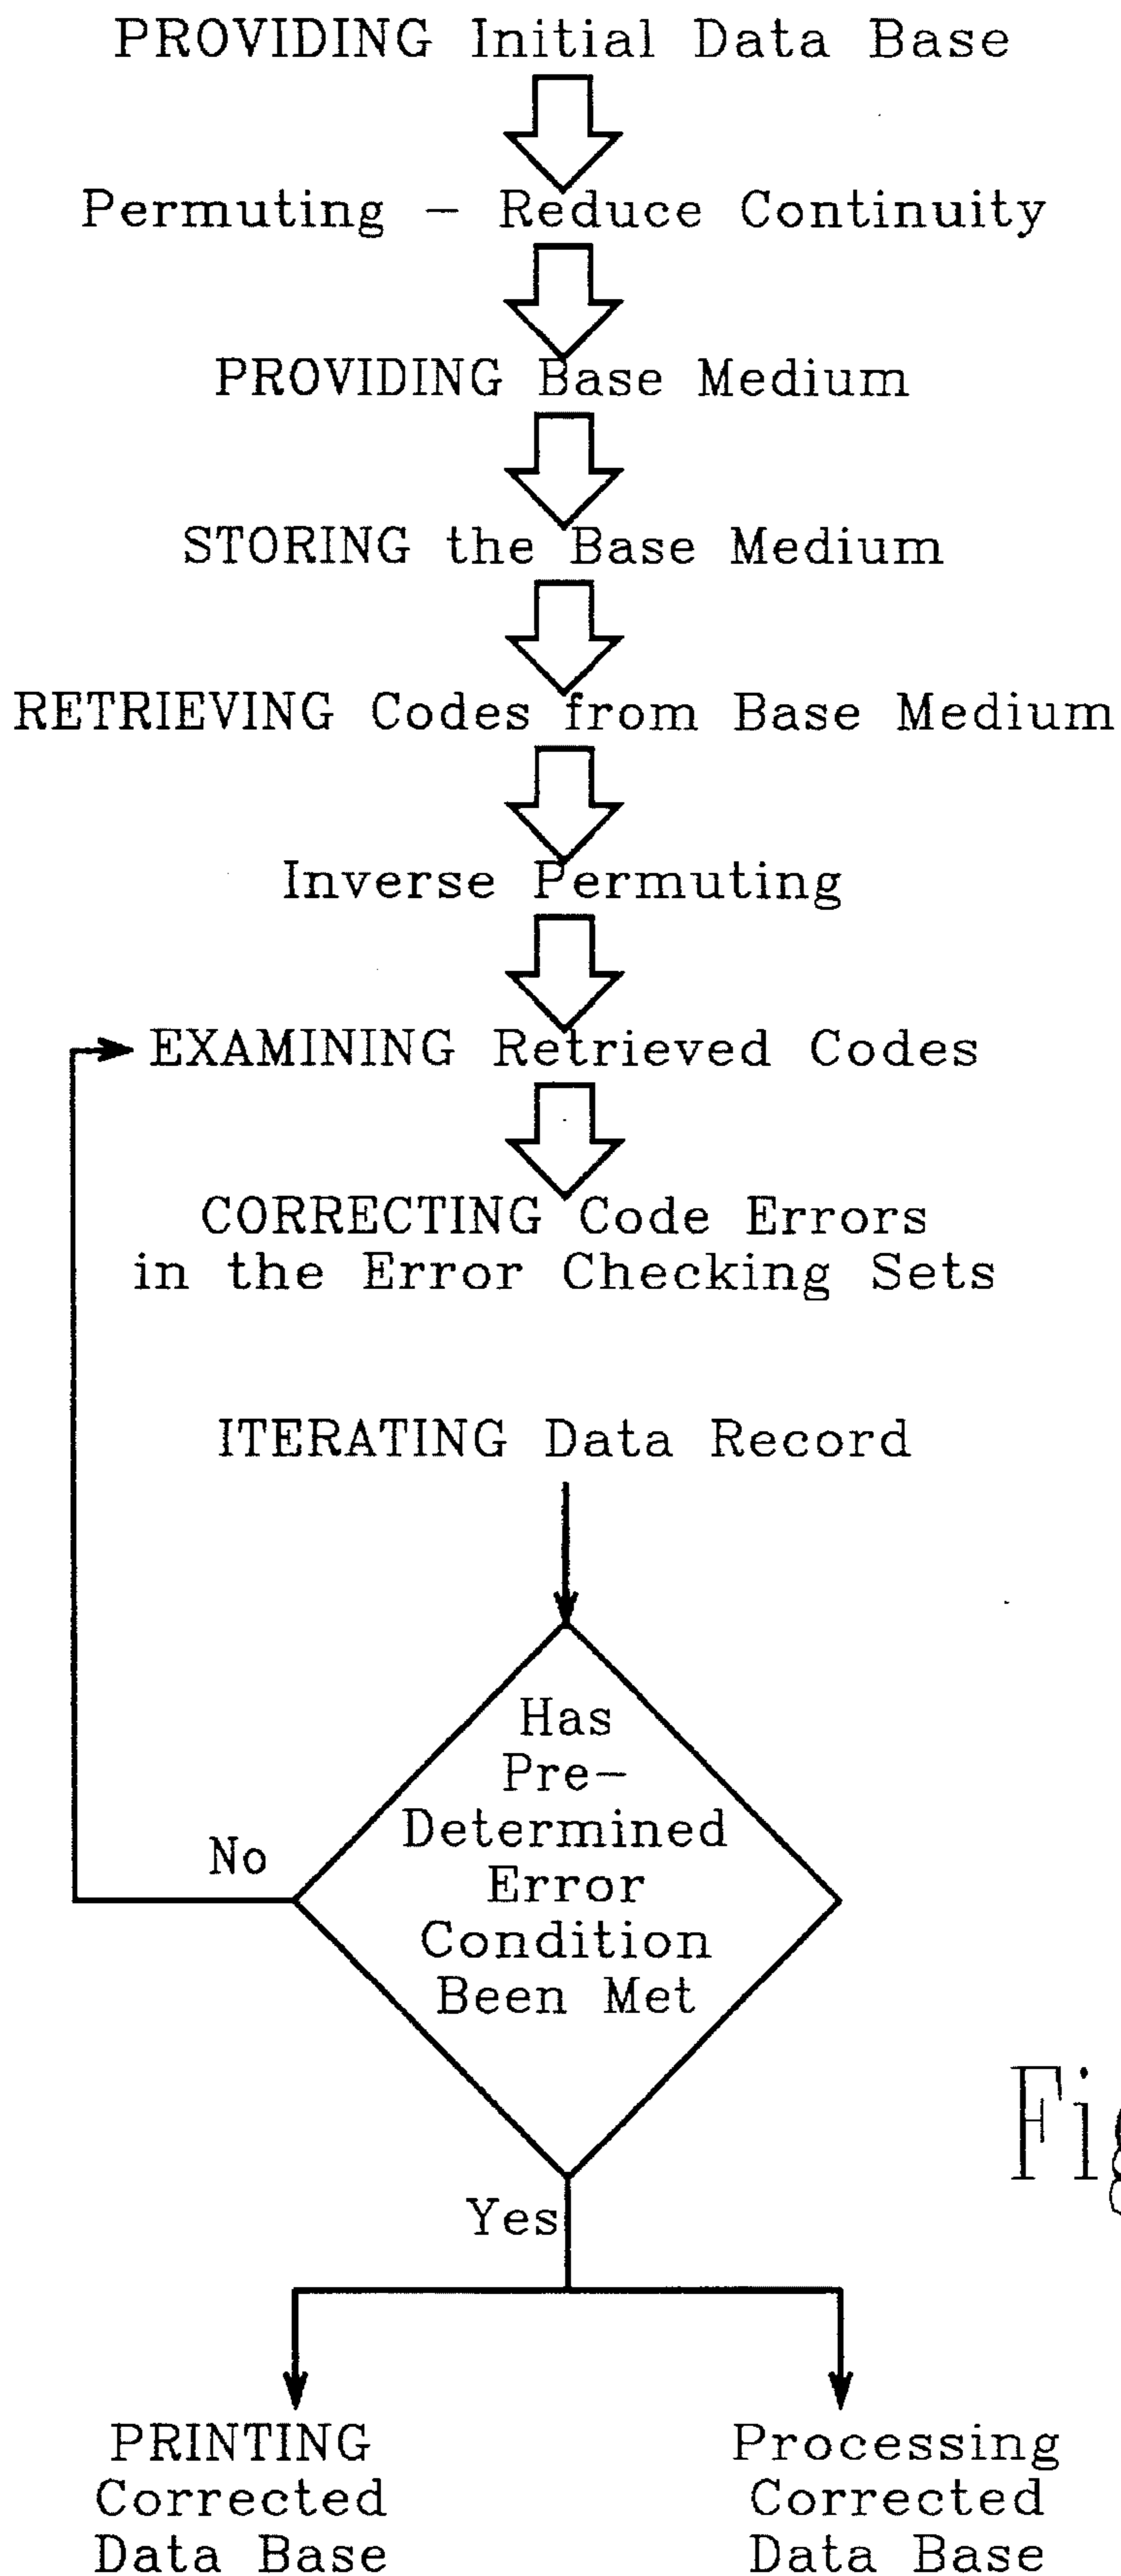 PROVIDING Initial Data Base
Permuting – Reduce Continuity
PROVIDING Base Medium
STORING the Base Medium
RETRIEVING Codes from Base Medium
Inverse Permuting
EXAMINING Retrieved Codes
CORRECTING Code Errors
in the Error Checking Sets
ITERATING Data Record
Has
Pre-
Determined
Error
Condition
Been Met
No
Yes
Fig
PRINTING
Corrected
Data Base
Processing
Corrected
Data Base